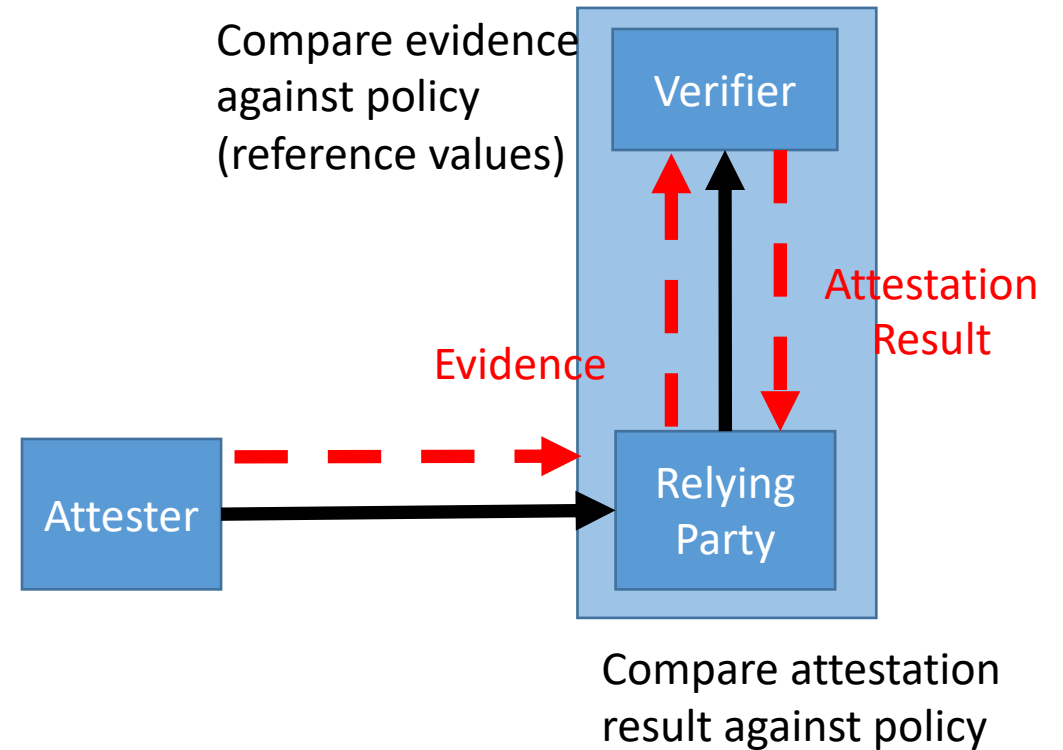 Compare evidence
against policy
(reference values)
Verifier
Attestation
Result
Evidence
Attester
Relying
Party
Compare attestation
result against policy